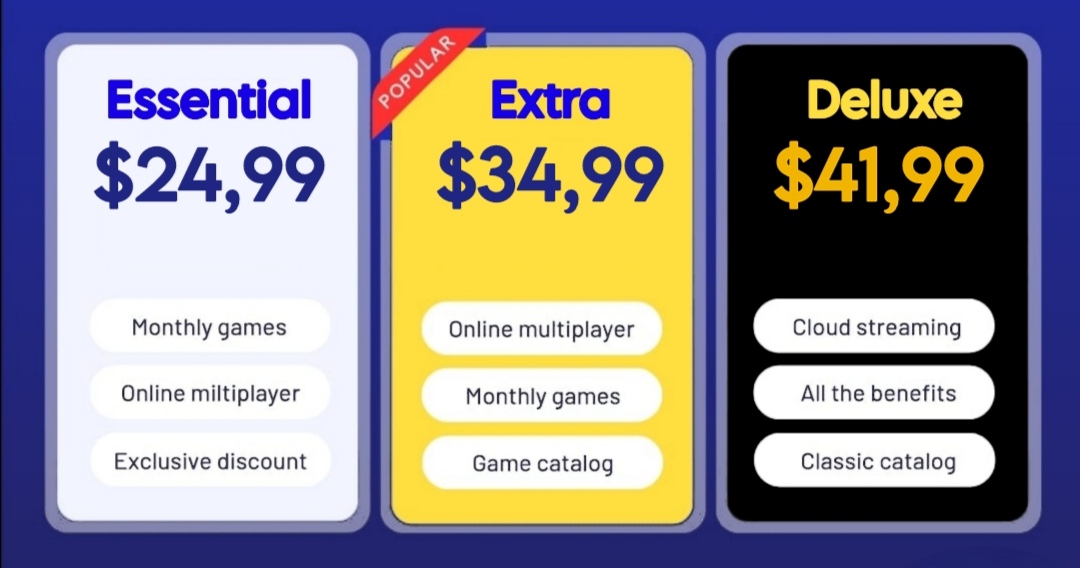 Essential
$24,99
Monthly games
Online miltiplayer
Exclusive discount
POPULAR
Extra
$34,99
Online multiplayer
Monthly games
Game catalog
Deluxe
$41,99
Cloud streaming
All the benefits
Classic catalog